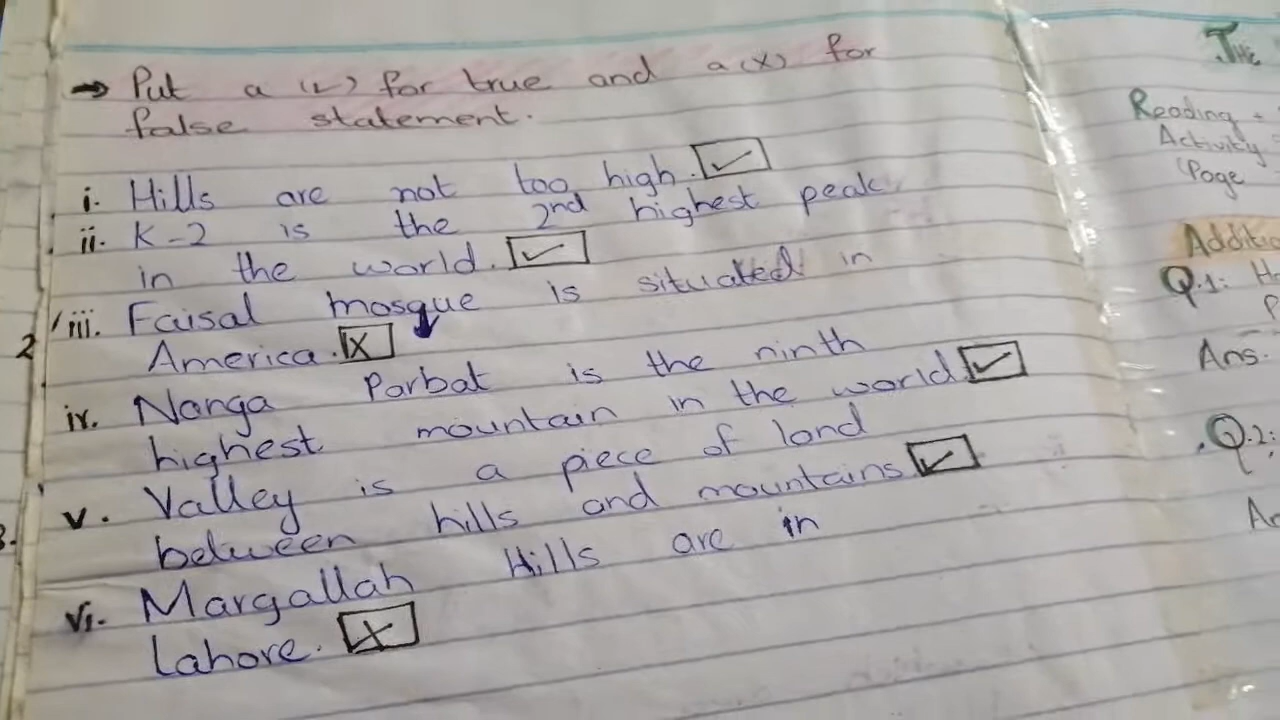 → Put a (✓) for true and a (X) for
false statement.
i. Hills are not too high. ✓
ii. K-2 is the 2nd highest peak
in the world. ✓
iii. Faisal mosque is situated in
America. X
iv. Nanga Parbat is the ninth
highest mountain in the world ✓
v. Valley is a piece of land
between hills and mountains ✓
vi. Margallah Hills are in
Lahore. X
2
3.
THE
Reading
Activity
(Page
Q.1:
Ans.
Q.2: